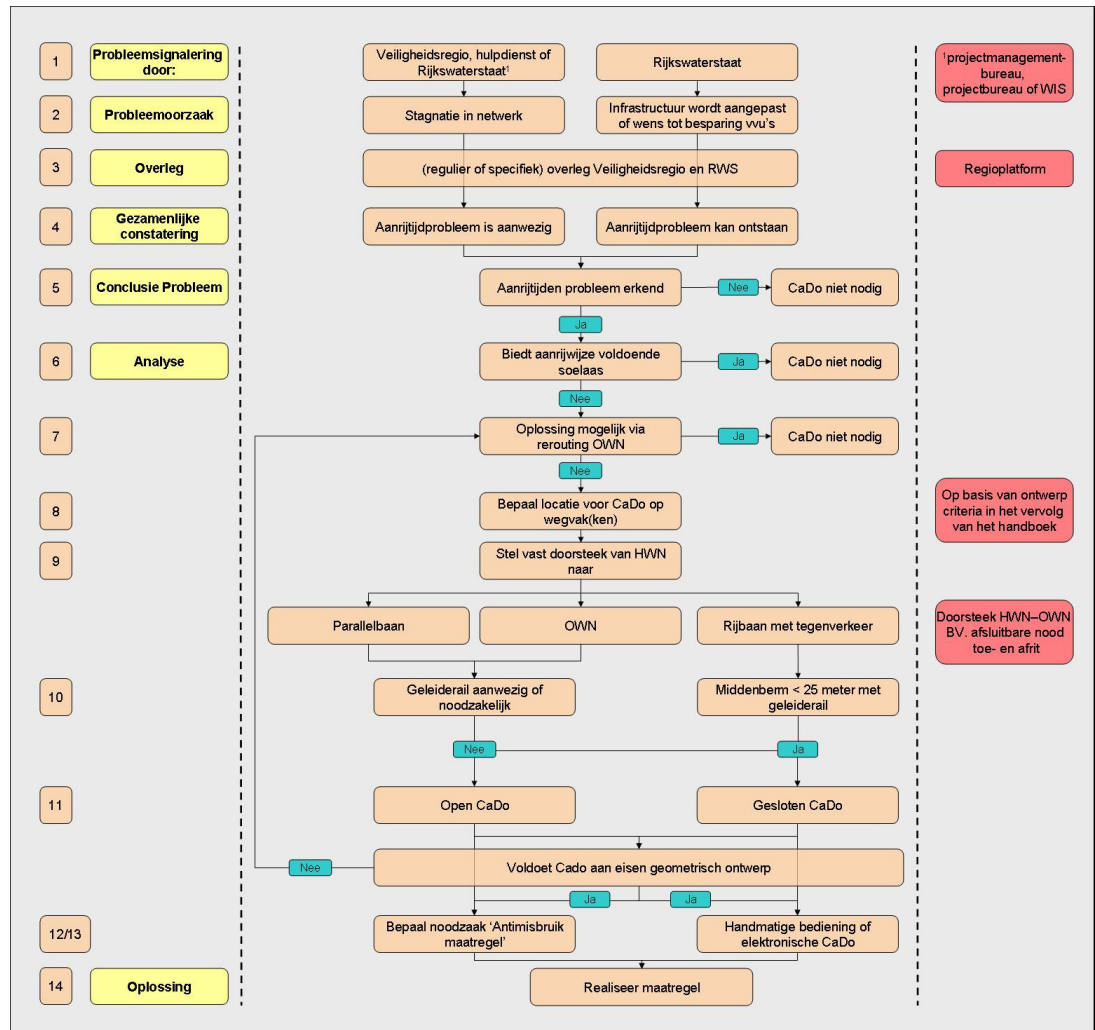 1
Probleemsignalering
door:
Veiligheidsregio, hulpdienst of
Rijkswaterstaat¹
Rijkswaterstaat
¹projectmanagement-
bureau,
projectbureau of WIS
2
Probleemoorzaak
Stagnatie in netwerk
Infrastructuur wordt aangepast
of wens tot besparing vvu's
3
Overleg
(regulier of specifiek) overleg Veiligheidsregio en RWS
Regioplatform
4
Gezamenlijke
constatering
Aanrijtijdprobleem is aanwezig
Aanrijtijdprobleem kan ontstaan
5
Conclusie Probleem
Aanrijtijden probleem erkend
Nee
CaDo niet nodig
Ja
6
Analyse
Biedt aanrijwijze voldoende
soelaas
Ja
CaDo niet nodig
Nee
7
Oplossing mogelijk via
rerouting OWN
Ja
CaDo niet nodig
Nee
8
Bepaal locatie voor CaDo op
wegvak(ken)
Op basis van ontwerp
criteria in het vervolg
van het handboek
9
Stel vast doorsteek van HWN
naar
Parallelbaan
OWN
Rijbaan met tegenverkeer
Doorsteek HWN–OWN
BV. afsluitbare nood
toe- en afrit
10
Geleiderail aanwezig of
noodzakelijk
Middenberm < 25 meter met
geleiderail
Nee
Ja
11
Open CaDo
Gesloten CaDo
Nee
Voldoet Cado aan eisen geometrisch ontwerp
Ja
Ja
12/13
Bepaal noodzaak 'Antimisbruik
maatregel'
Handmatige bediening of
elektronische CaDo
14
Oplossing
Realiseer maatregel